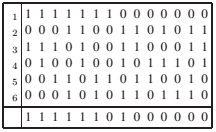 1 1 1 1 1 1 1 1 0 0 0 0 0 0 0
2 0 0 0 1 1 0 0 1 1 0 1 0 1 1
3 1 1 1 0 1 0 0 1 1 0 0 0 1 1
4 0 1 0 0 1 0 0 1 0 1 1 1 0 1
5 0 0 1 1 0 1 1 0 1 1 0 0 1 0
6 0 0 0 1 0 1 0 1 1 0 1 1 1 0
1 1 1 1 1 1 0 1 0 0 0 0 0 0